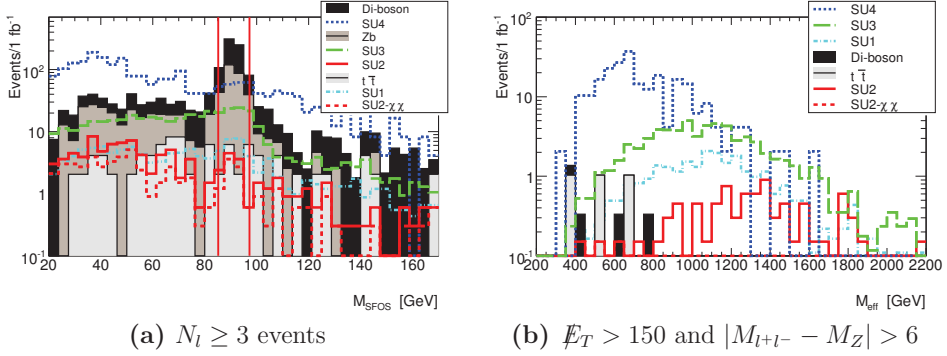 Events/1 fb⁻¹
10²
10
1
10⁻¹
20 40 60 80 100 120 140 160
M_SFOS [GeV]
Di-boson
SU4
Zb
SU3
SU2
t t̅
SU1
SU2-χ χ
(a) N_l ≥ 3 events
Events/1 fb⁻¹
10²
10
1
10⁻¹
200 400 600 800 1000 1200 1400 1600 1800 2000 2200
M_eff [GeV]
SU4
SU3
SU1
Di-boson
t t̅
SU2
SU2-χ χ
(b) E̸_T > 150 and |M_{l+l−} − M_Z| > 6